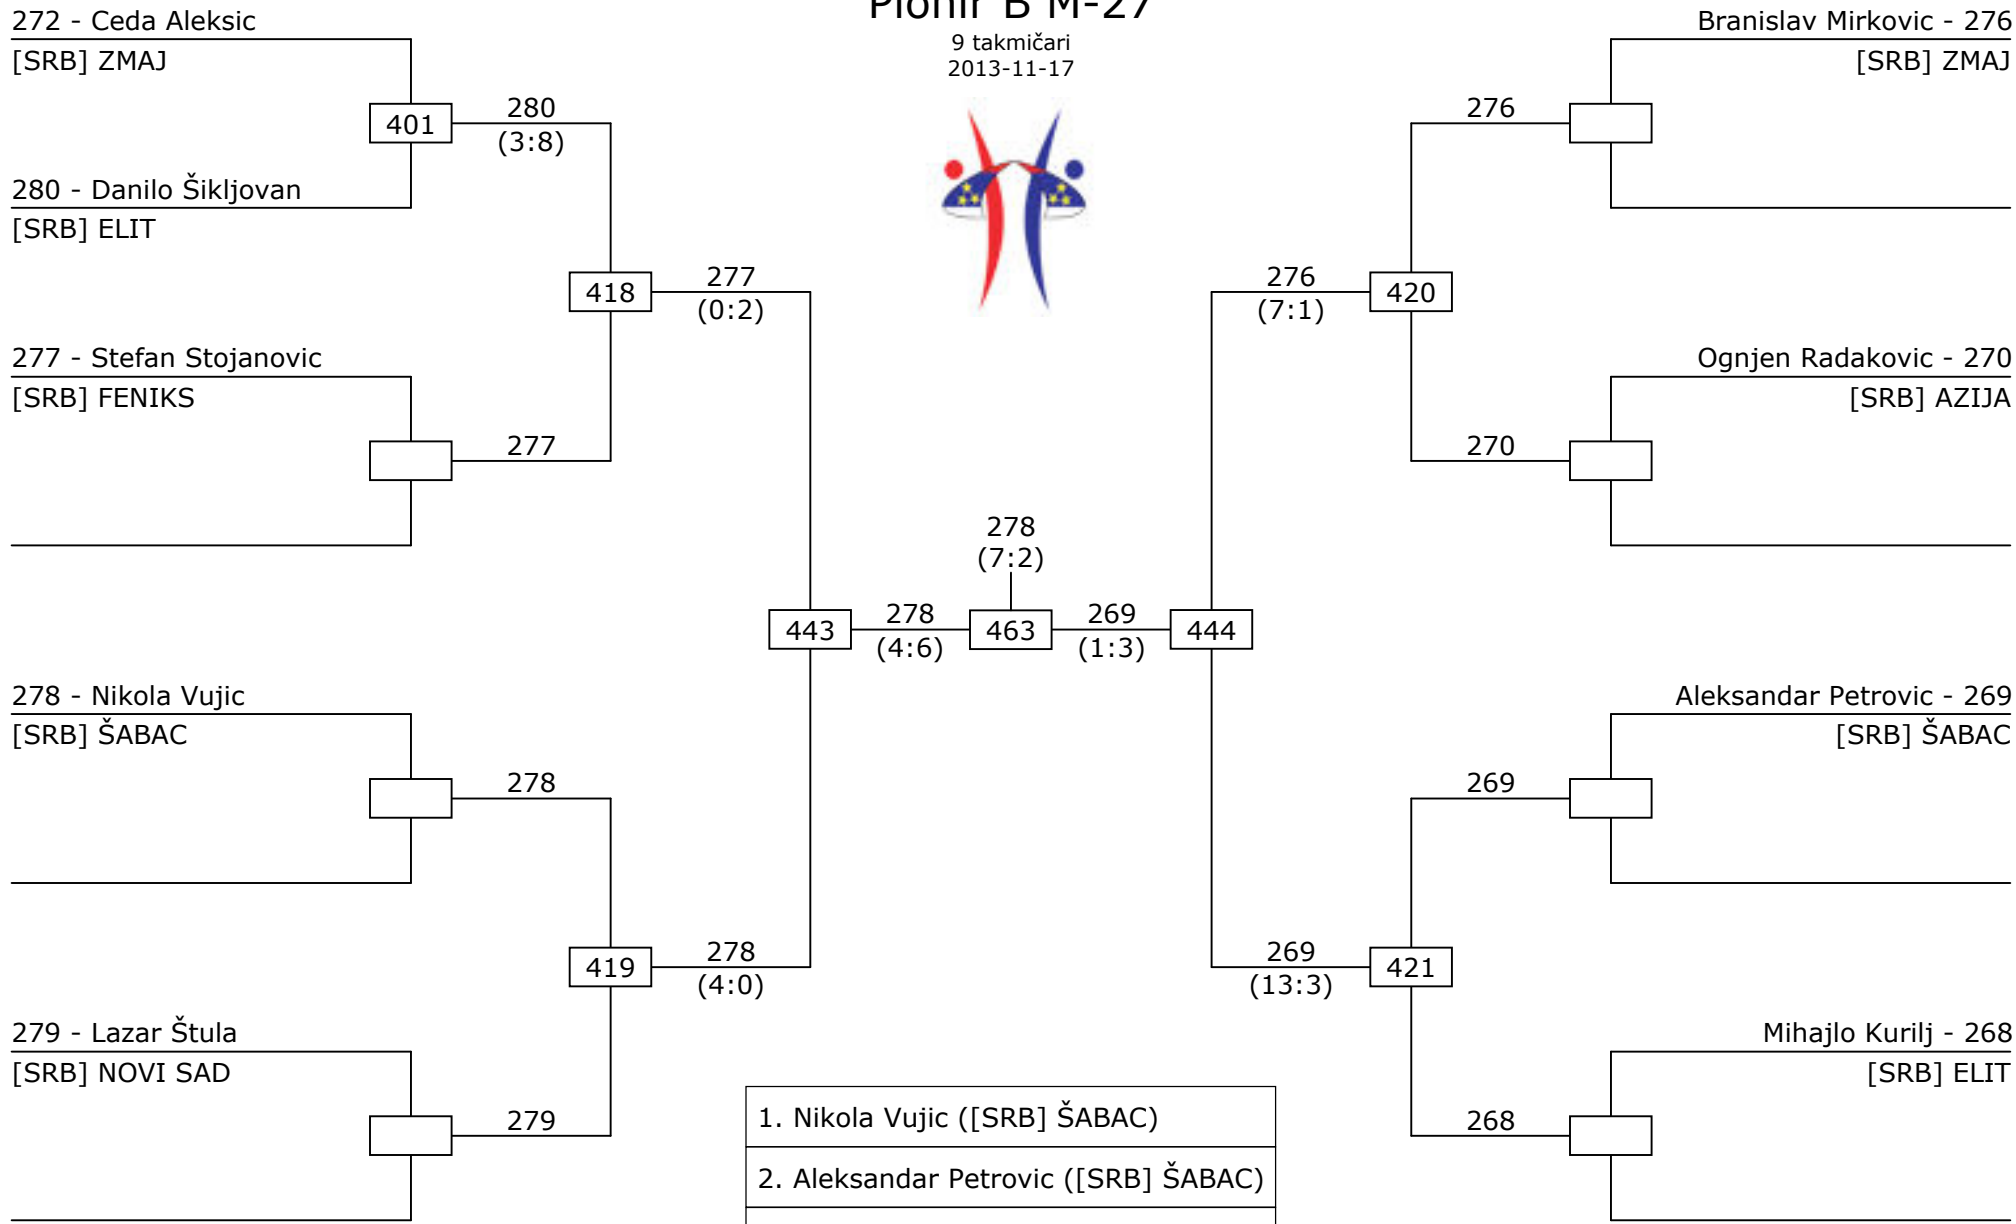 Pionir B M-27
9 takmičari
2013-11-17
272 - Ceda Aleksic
[SRB] ZMAJ
401
280
(3:8)
280 - Danilo Šikljovan
[SRB] ELIT
418
277
(0:2)
277 - Stefan Stojanovic
[SRB] FENIKS
277
278 - Nikola Vujic
[SRB] ŠABAC
278
419
278
(4:0)
279 - Lazar Štula
[SRB] NOVI SAD
279
443
278
(4:6)
278
(7:2)
463
269
(1:3)
444
Branislav Mirkovic - 276
[SRB] ZMAJ
276
276
(7:1)
420
Ognjen Radakovic - 270
[SRB] AZIJA
270
Aleksandar Petrovic - 269
[SRB] ŠABAC
269
269
(13:3)
421
Mihajlo Kurilj - 268
[SRB] ELIT
268
1. Nikola Vujic ([SRB] ŠABAC)
2. Aleksandar Petrovic ([SRB] ŠABAC)